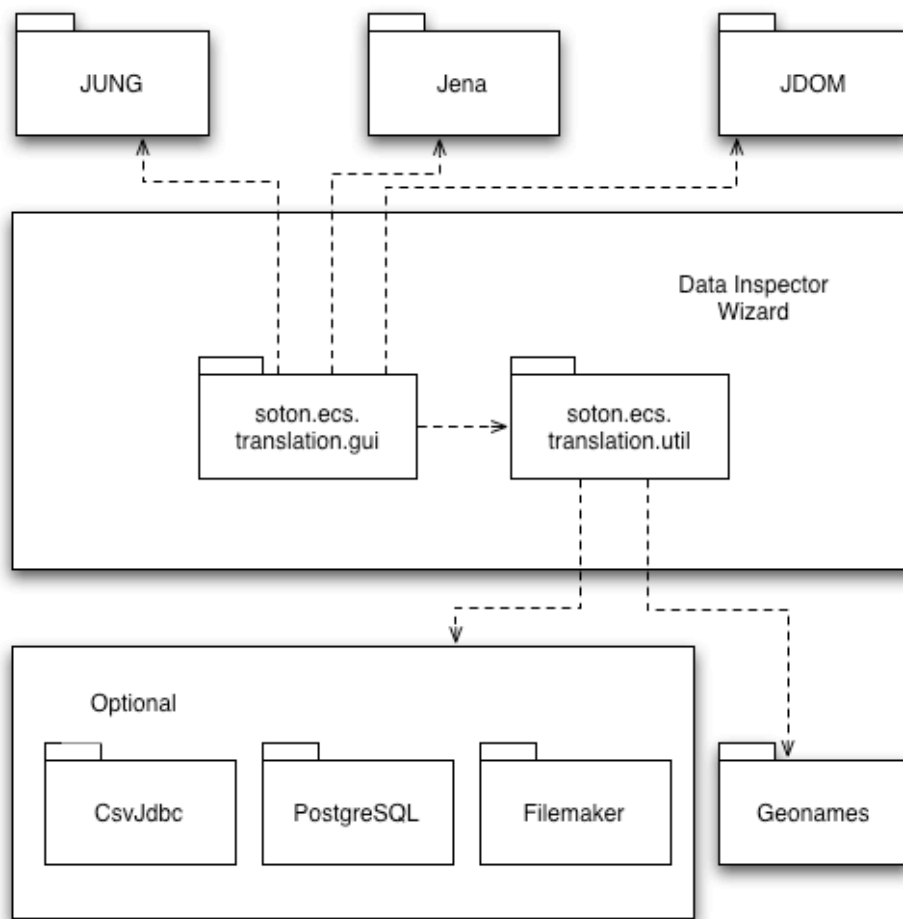 JUNG
Jena
JDOM
Data Inspector
Wizard
soton.ecs.
translation.gui
soton.ecs.
translation.util
Optional
CsvJdbc
PostgreSQL
Filemaker
Geonames